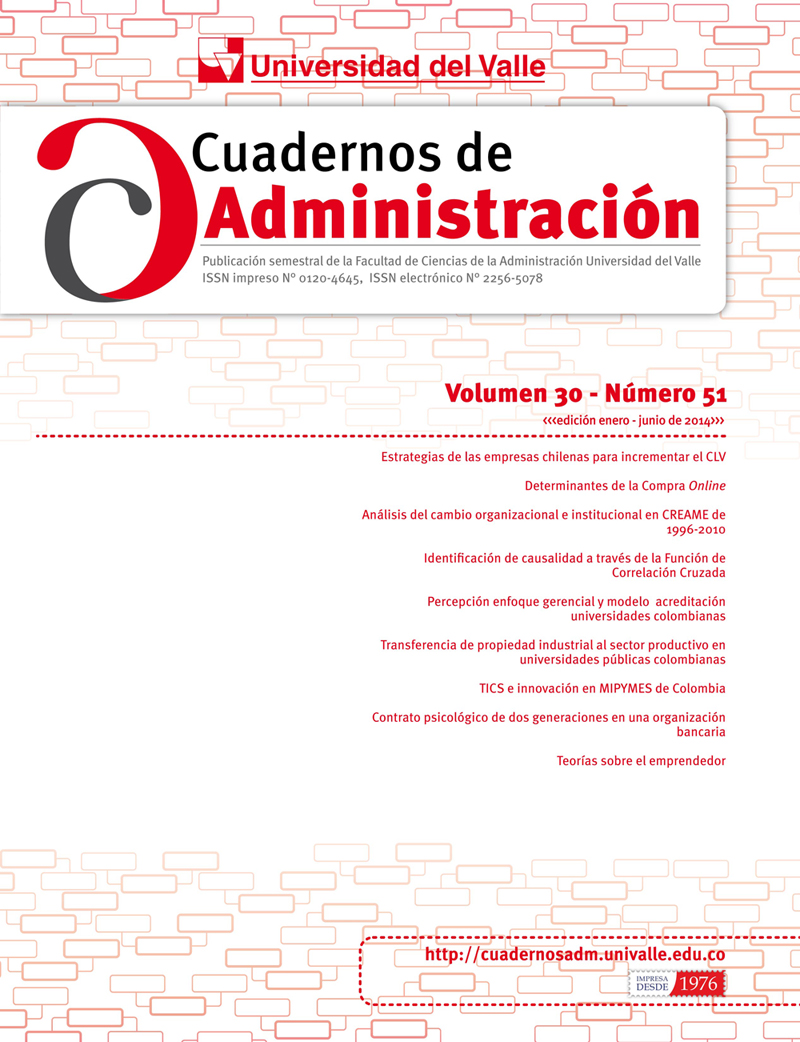 Universidad del Valle
Cuadernos de
Administración
Publicación semestral de la Facultad de Ciencias de la Administración Universidad del Valle
ISSN impreso N° 0120-4645, ISSN electrónico N° 2256-5078
Volumen 30 - Número 51
<<<edición enero - junio de 2014>>>
Estrategias de las empresas chilenas para incrementar el CLV
Determinantes de la Compra Online
Análisis del cambio organizacional e institucional en CREAME de
1996-2010
Identificación de causalidad a través de la Función de
Correlación Cruzada
Percepción enfoque gerencial y modelo acreditación
universidades colombianas
Transferencia de propiedad industrial al sector productivo en
universidades públicas colombianas
TICS e innovación en MIPYMES de Colombia
Contrato psicológico de dos generaciones en una organización
bancaria
Teorías sobre el emprendedor
http://cuadernosadm.univalle.edu.co
IMPRESA
DESDE 1976